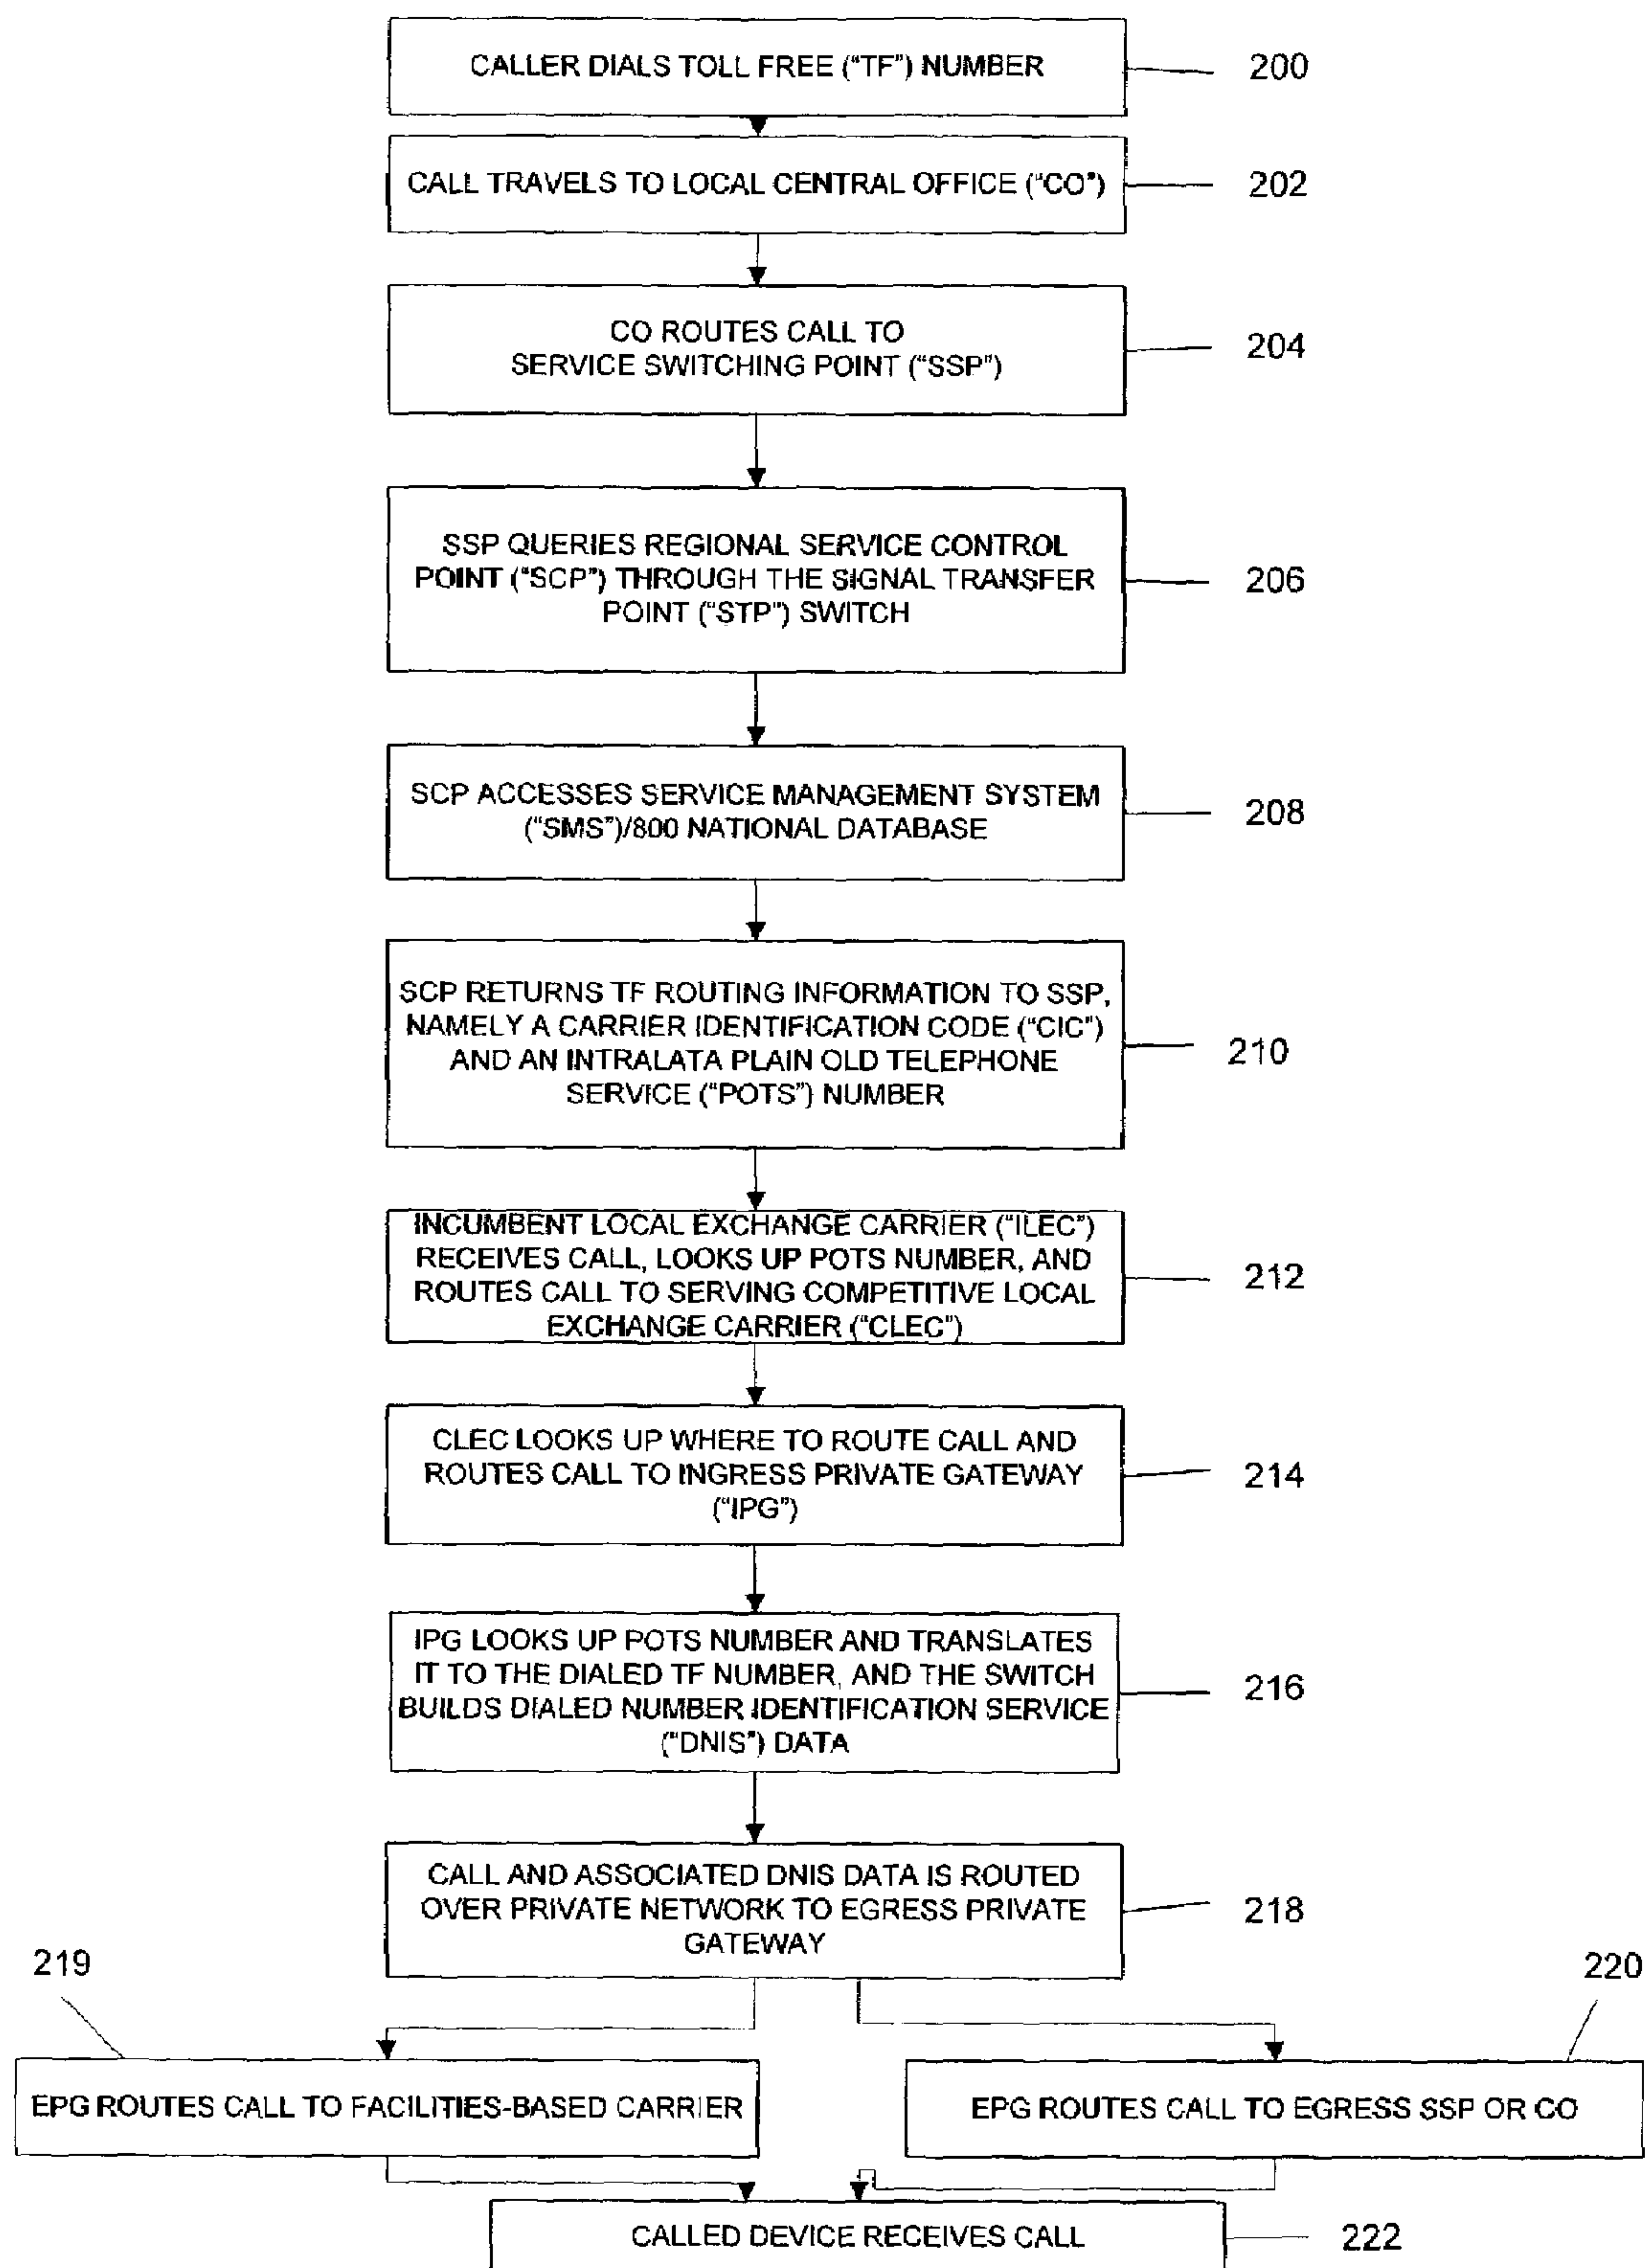 CALLER DIALS TOLL FREE ("TF") NUMBER
200
CALL TRAVELS TO LOCAL CENTRAL OFFICE ("CO")
202
CO ROUTES CALL TO
SERVICE SWITCHING POINT ("SSP")
204
SSP QUERIES REGIONAL SERVICE CONTROL
POINT ("SCP") THROUGH THE SIGNAL TRANSFER
POINT ("STP") SWITCH
206
SCP ACCESSES SERVICE MANAGEMENT SYSTEM
("SMS")/800 NATIONAL DATABASE
208
SCP RETURNS TF ROUTING INFORMATION TO SSP,
NAMELY A CARRIER IDENTIFICATION CODE ("CIC")
AND AN INTRALATA PLAIN OLD TELEPHONE
SERVICE ("POTS") NUMBER
210
INCUMBENT LOCAL EXCHANGE CARRIER ("ILEC")
RECEIVES CALL, LOOKS UP POTS NUMBER, AND
ROUTES CALL TO SERVING COMPETITIVE LOCAL
EXCHANGE CARRIER ("CLEC")
212
CLEC LOOKS UP WHERE TO ROUTE CALL AND
ROUTES CALL TO INGRESS PRIVATE GATEWAY
("IPG")
214
IPG LOOKS UP POTS NUMBER AND TRANSLATES
IT TO THE DIALED TF NUMBER, AND THE SWITCH
BUILDS DIALED NUMBER IDENTIFICATION SERVICE
("DNIS") DATA
216
CALL AND ASSOCIATED DNIS DATA IS ROUTED
OVER PRIVATE NETWORK TO EGRESS PRIVATE
GATEWAY
218
219
220
EPG ROUTES CALL TO FACILITIES-BASED CARRIER
EPG ROUTES CALL TO EGRESS SSP OR CO
CALLED DEVICE RECEIVES CALL
222